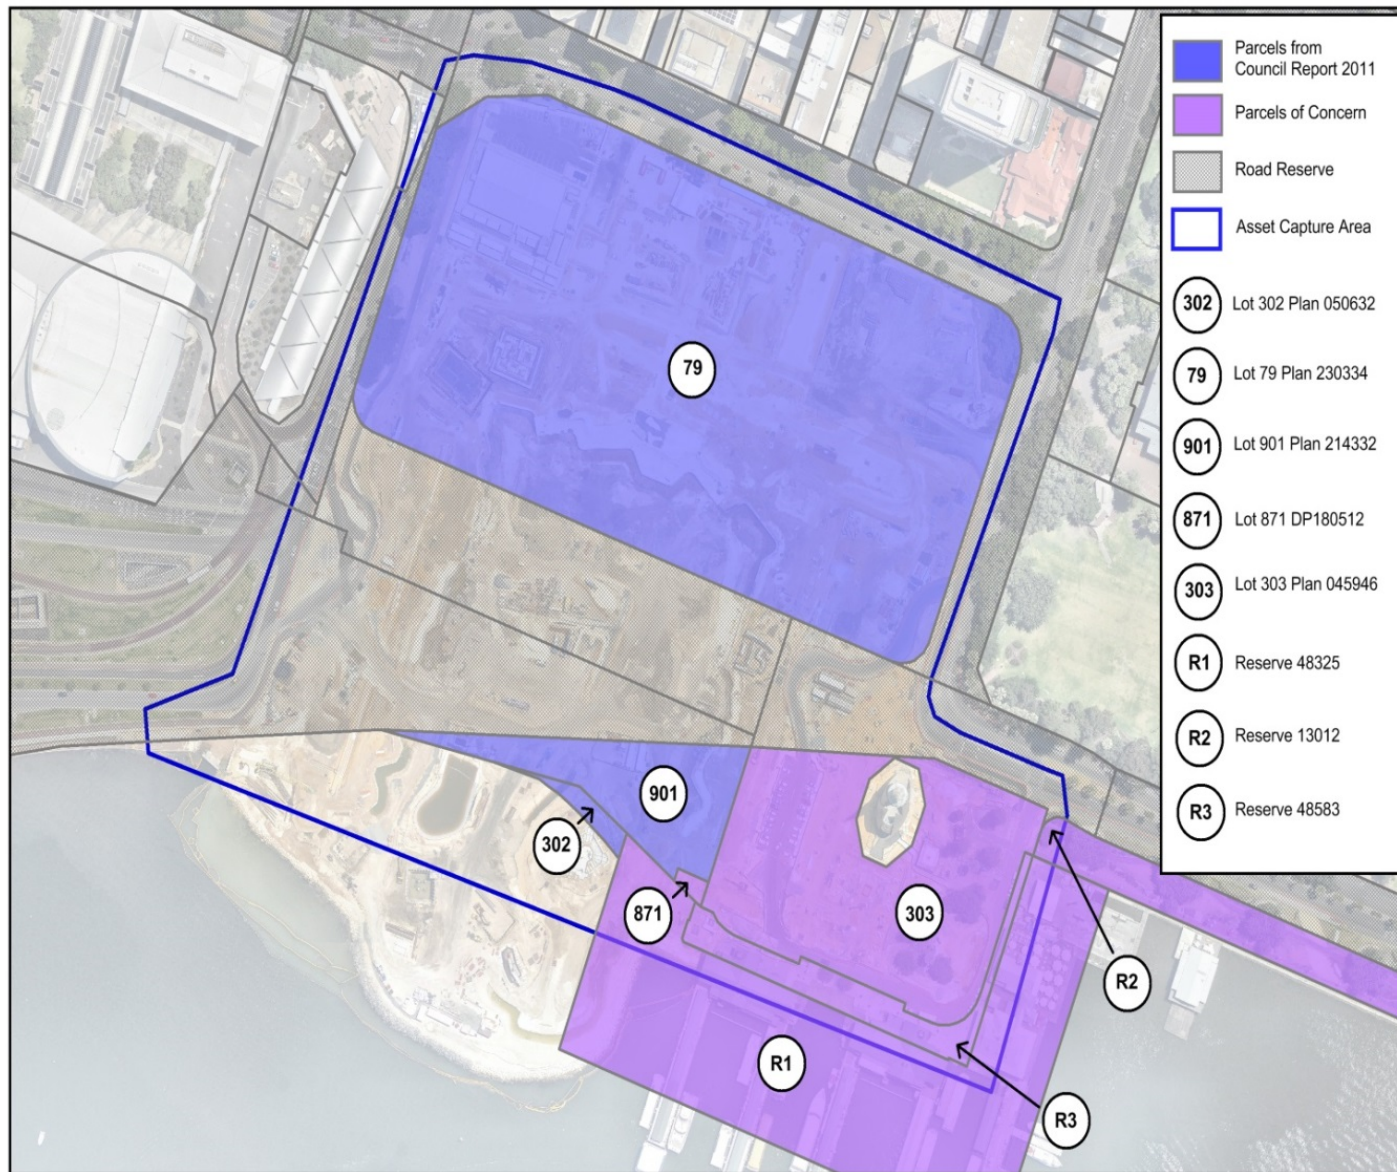 Parcels from
Council Report 2011
Parcels of Concern
Road Reserve
Asset Capture Area
302 Lot 302 Plan 050632
79 Lot 79 Plan 230334
901 Lot 901 Plan 214332
871 Lot 871 DP180512
303 Lot 303 Plan 045946
R1 Reserve 48325
R2 Reserve 13012
R3 Reserve 48583
79
901
302
871
303
R2
R1
R3